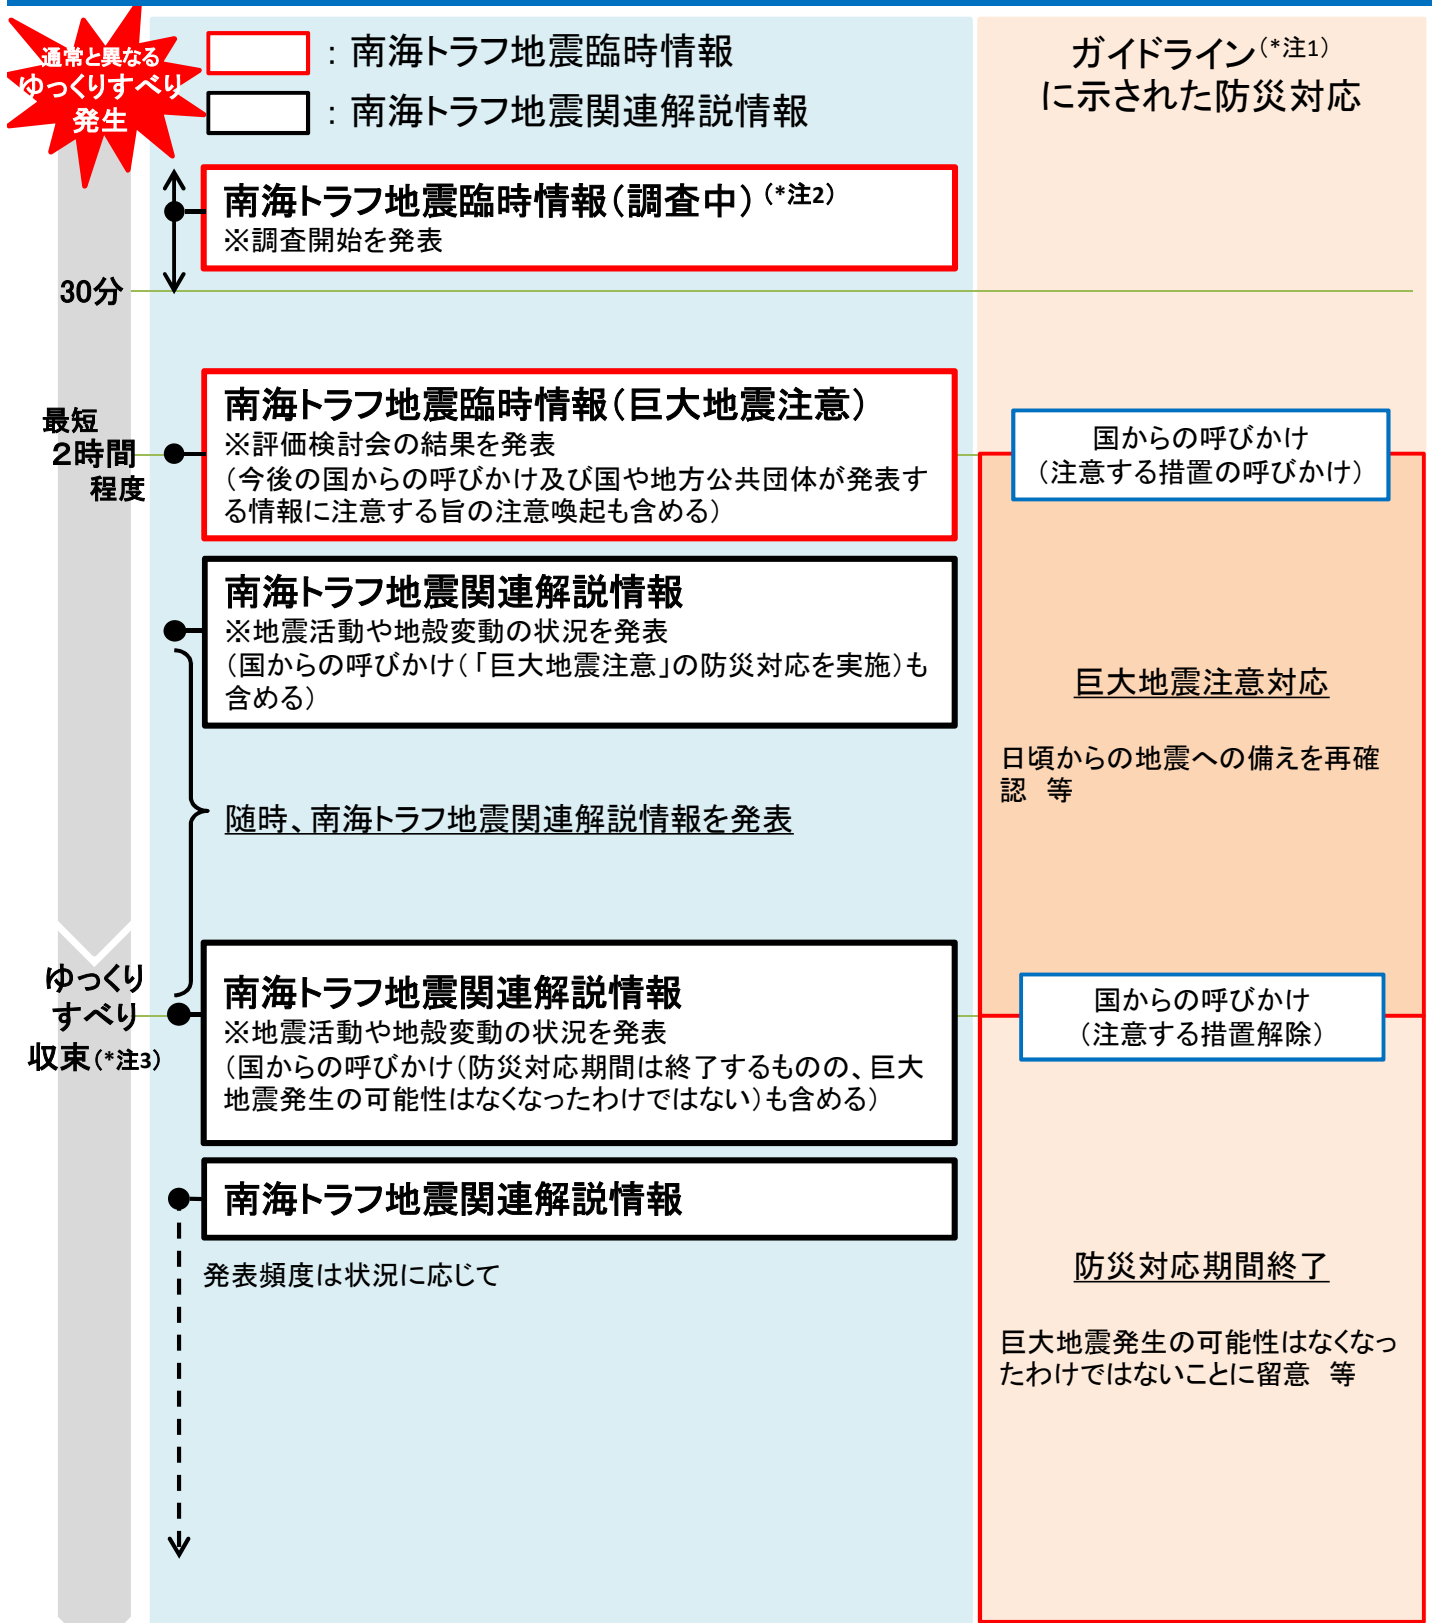 通常と異なる
ゆっくりすべり
発生
：南海トラフ地震臨時情報
：南海トラフ地震関連解説情報
ガイドライン(*注1)
に示された防災対応
南海トラフ地震臨時情報（調査中）(*注2)
※調査開始を発表
30分
最短
２時間
程度
南海トラフ地震臨時情報（巨大地震注意）
※評価検討会の結果を発表
（今後の国からの呼びかけ及び国や地方公共団体が発表す
る情報に注意する旨の注意喚起も含める）
国からの呼びかけ
（注意する措置の呼びかけ）
南海トラフ地震関連解説情報
※地震活動や地殻変動の状況を発表
（国からの呼びかけ（「巨大地震注意」の防災対応を実施）も
含める）
巨大地震注意対応
日頃からの地震への備えを再確
認　等
随時、南海トラフ地震関連解説情報を発表
ゆっくり
すべり
収束(*注3)
南海トラフ地震関連解説情報
※地震活動や地殻変動の状況を発表
（国からの呼びかけ（防災対応期間は終了するものの、巨大
地震発生の可能性はなくなったわけではない）も含める）
国からの呼びかけ
（注意する措置解除）
南海トラフ地震関連解説情報
発表頻度は状況に応じて
防災対応期間終了
巨大地震発生の可能性はなくなっ
たわけではないことに留意　等